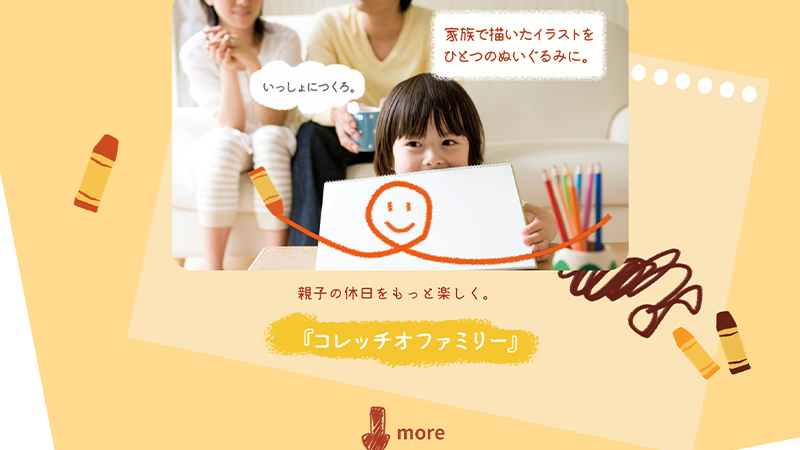 家族で描いたイラストを
ひとつのぬいぐるみに。
いっしょにつくろ。
親子の休日をもっと楽しく。
『コレッチオファミリー』
more